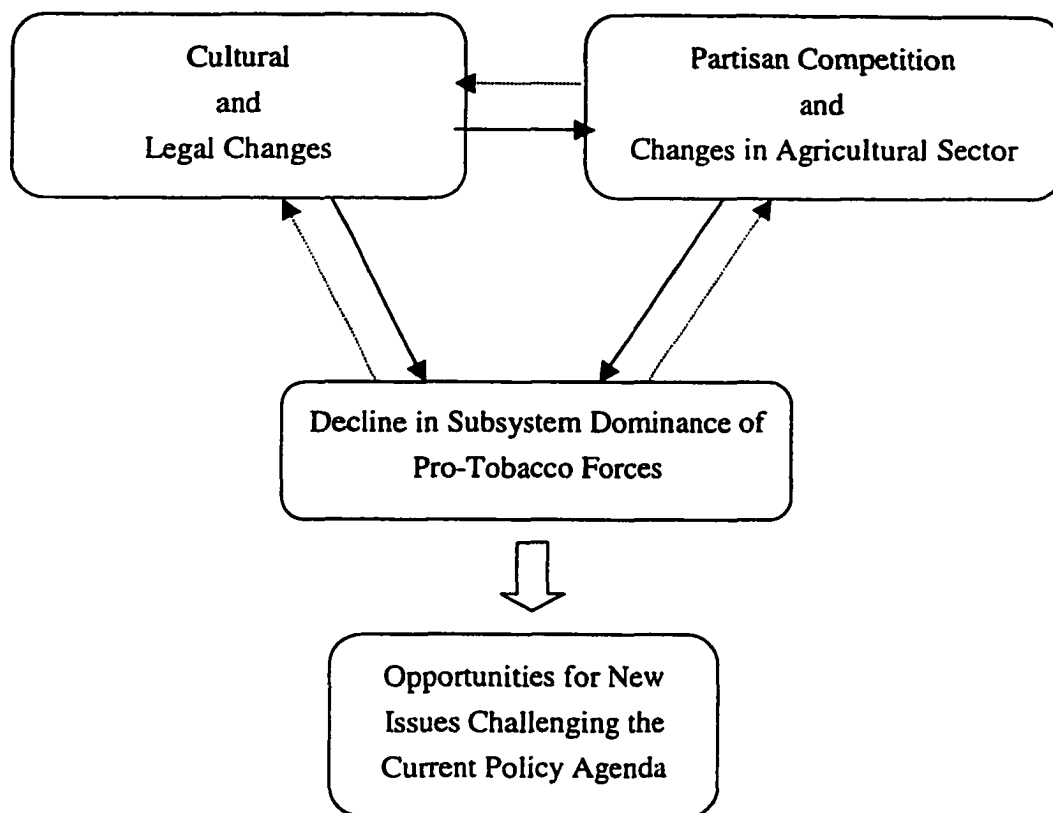 Cultural
and
Legal Changes
Partisan Competition
and
Changes in Agricultural Sector
Decline in Subsystem Dominance of
Pro-Tobacco Forces
Opportunities for New
Issues Challenging the
Current Policy Agenda